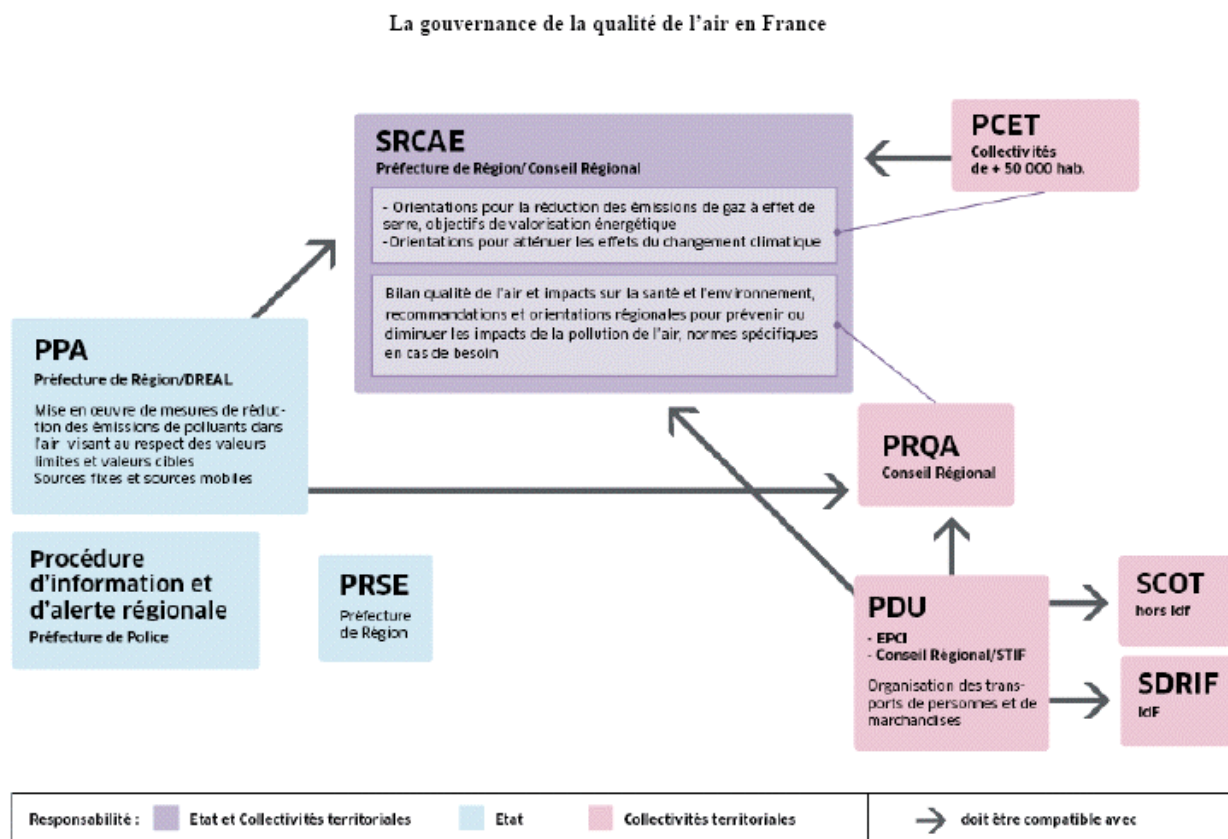 La gouvernance de la qualité de l'air en France
SRCAE
Préfecture de Région/Conseil Régional
- Orientations pour la réduction des émissions de gaz à effet de
serre, objectifs de valorisation énergétique
-Orientations pour atténuer les effets du changement climatique
Bilan qualité de l'air et impacts sur la santé et l'environnement,
recommandations et orientations régionales pour prévenir ou
diminuer les impacts de la pollution de l'air, normes spécifiques
en cas de besoin
PCET
Collectivités
de + 50 000 hab.
PPA
Préfecture de Région/DREAL
Mise en œuvre de mesures de réduc-
tion des émissions de polluants dans
l'air visant au respect des valeurs
limites et valeurs cibles
Sources fixes et sources mobiles
PRQA
Conseil Régional
Procédure
d'information et
d'alerte régionale
Préfecture de Police
PRSE
Préfecture
de Région
PDU
- EPCI
- Conseil Régional/STIF
Organisation des trans-
ports de personnes et de
marchandises
SCOT
hors idf
SDRIF
IdF
Responsabilité :
Etat et Collectivités territoriales
Etat
Collectivités territoriales
doit être compatible avec